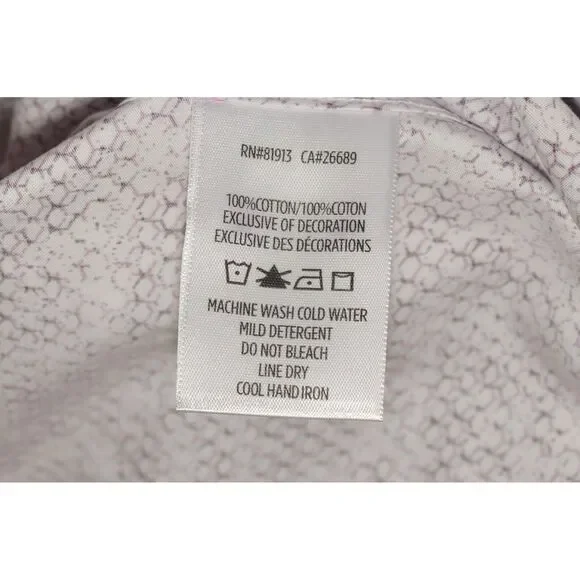 RN#81913 CA#26689
100%COTTON/100%COTON
EXCLUSIVE OF DECORATION
EXCLUSIVE DES DÉCORATIONS
MACHINE WASH COLD WATER
MILD DETERGENT
DO NOT BLEACH
LINE DRY
COOL HAND IRON